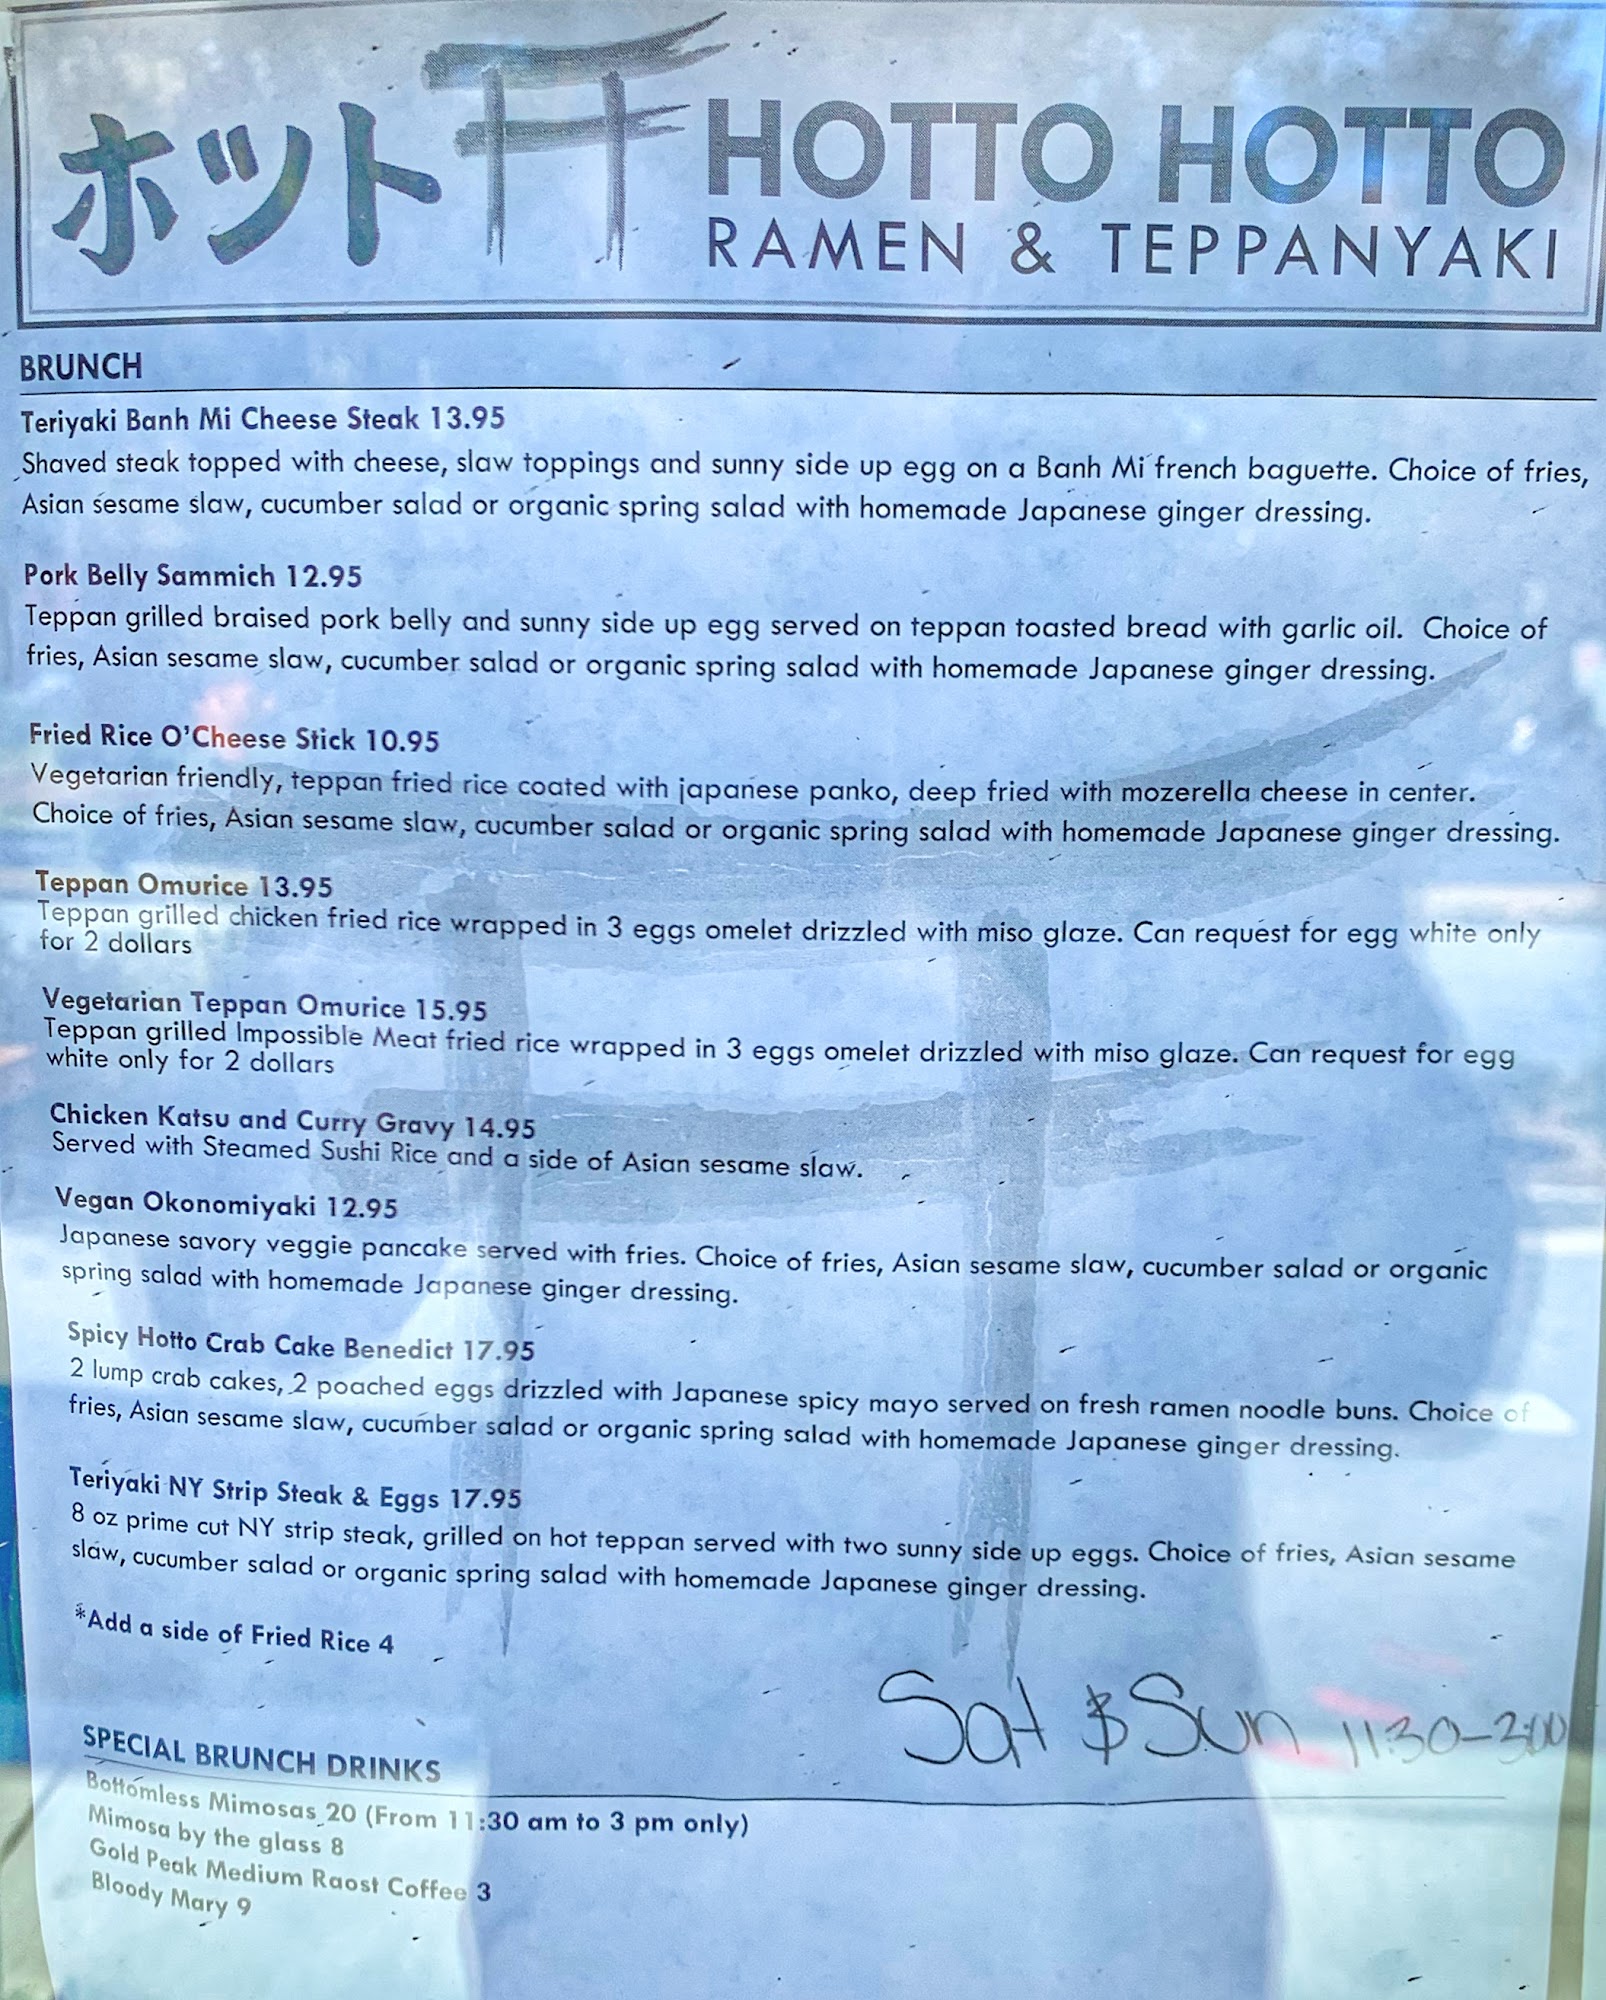 ホット HOTTO HOTTO
RAMEN & TEPPANYAKI
BRUNCH
Teriyaki Banh Mi Cheese Steak 13.95
Shaved steak topped with cheese, slaw toppings and sunny side up egg on a Banh Mi french baguette. Choice of fries,
Asian sesame slaw, cucumber salad or organic spring salad with homemade Japanese ginger dressing.
Pork Belly Sammich 12.95
Teppan grilled braised pork belly and sunny side up egg served on teppan toasted bread with garlic oil. Choice of
fries, Asian sesame slaw, cucumber salad or organic spring salad with homemade Japanese ginger dressing.
Fried Rice O'Cheese Stick 10.95
Vegetarian friendly, teppan fried rice coated with japanese panko, deep fried with mozerella cheese in center.
Choice of fries, Asian sesame slaw, cucumber salad or organic spring salad with homemade Japanese ginger dressing.
Teppan Omurice 13.95
Teppan grilled chicken fried rice wrapped in 3 eggs omelet drizzled with miso glaze. Can request for egg white only
for 2 dollars
Vegetarian Teppan Omurice 15.95
Teppan grilled Impossible Meat fried rice wrapped in 3 eggs omelet drizzled with miso glaze. Can request for egg
white only for 2 dollars
Chicken Katsu and Curry Gravy 14.95
Served with Steamed Sushi Rice and a side of Asian sesame slaw.
Vegan Okonomiyaki 12.95
Japanese savory veggie pancake served with fries. Choice of fries, Asian sesame slaw, cucumber salad or organic
spring salad with homemade Japanese ginger dressing.
Spicy Hotto Crab Cake Benedict 17.95
2 lump crab cakes, 2 poached eggs drizzled with Japanese spicy mayo served on fresh ramen noodle buns. Choice of
fries, Asian sesame slaw, cucumber salad or organic spring salad with homemade Japanese ginger dressing.
Teriyaki NY Strip Steak & Eggs 17.95
8 oz prime cut NY strip steak, grilled on hot teppan served with two sunny side up eggs. Choice of fries, Asian sesame
slaw, cucumber salad or organic spring salad with homemade Japanese ginger dressing.
*Add a side of Fried Rice 4
Sat & Sun 11:30-3:00
SPECIAL BRUNCH DRINKS
Bottomless Mimosas 20 (From 11:30 am to 3 pm only)
Mimosa by the glass 8
Gold Peak Medium Raost Coffee 3
Bloody Mary 9